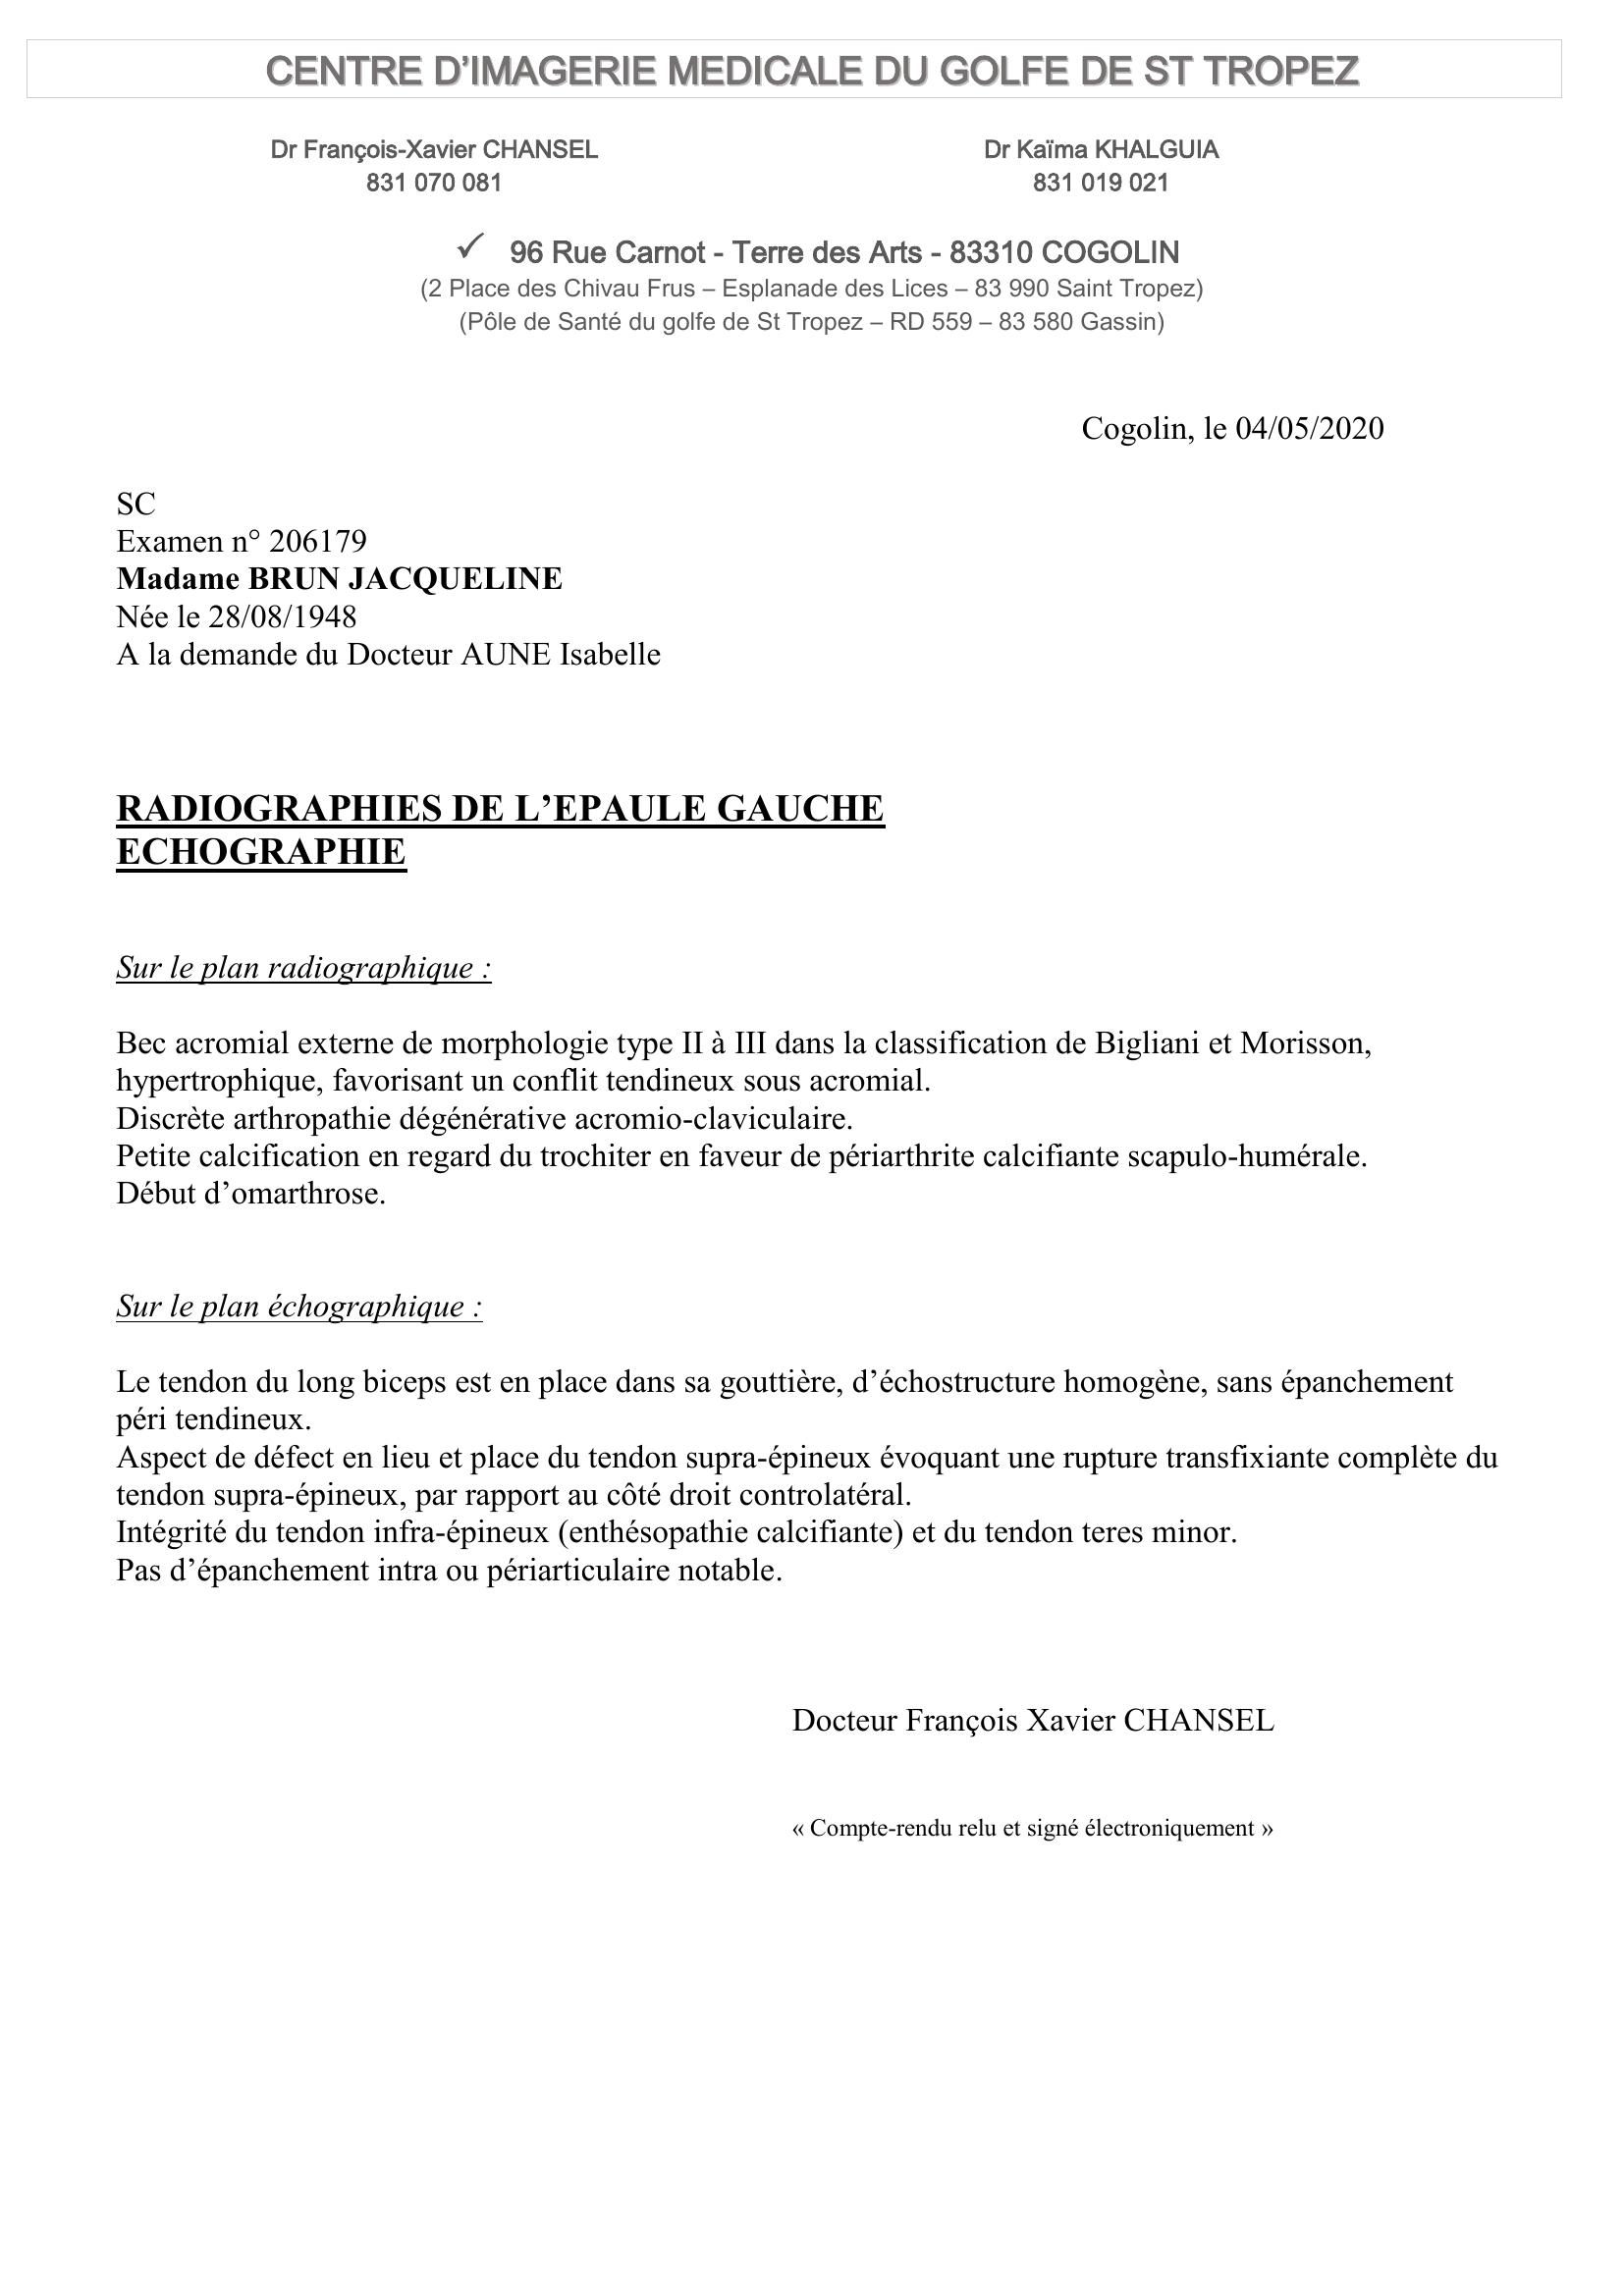 CENTRE D’IMAGERIE MEDICALE DU GOLFE DE ST TROPEZ
Dr François-Xavier CHANSEL
831 070 081
Dr Kaïma KHALGUIA
831 019 021
✓ 96 Rue Carnot - Terre des Arts - 83310 COGOLIN
(2 Place des Chivau Frus – Esplanade des Lices – 83 990 Saint Tropez)
(Pôle de Santé du golfe de St Tropez – RD 559 – 83 580 Gassin)
Cogolin, le 04/05/2020
SC
Examen n° 206179
Madame BRUN JACQUELINE
Née le 28/08/1948
A la demande du Docteur AUNE Isabelle
RADIOGRAPHIES DE L’EPAULE GAUCHE
ECHOGRAPHIE
Sur le plan radiographique :
Bec acromial externe de morphologie type II à III dans la classification de Bigliani et Morisson,
hypertrophique, favorisant un conflit tendineux sous acromial.
Discrète arthropathie dégénérative acromio-claviculaire.
Petite calcification en regard du trochiter en faveur de périarthrite calcifiante scapulo-humérale.
Début d’omarthrose.
Sur le plan échographique :
Le tendon du long biceps est en place dans sa gouttière, d’échostructure homogène, sans épanchement
péri tendineux.
Aspect de défect en lieu et place du tendon supra-épineux évoquant une rupture transfixiante complète du
tendon supra-épineux, par rapport au côté droit controlatéral.
Intégrité du tendon infra-épineux (enthésopathie calcifiante) et du tendon teres minor.
Pas d’épanchement intra ou périarticulaire notable.
Docteur François Xavier CHANSEL
« Compte-rendu relu et signé électroniquement »